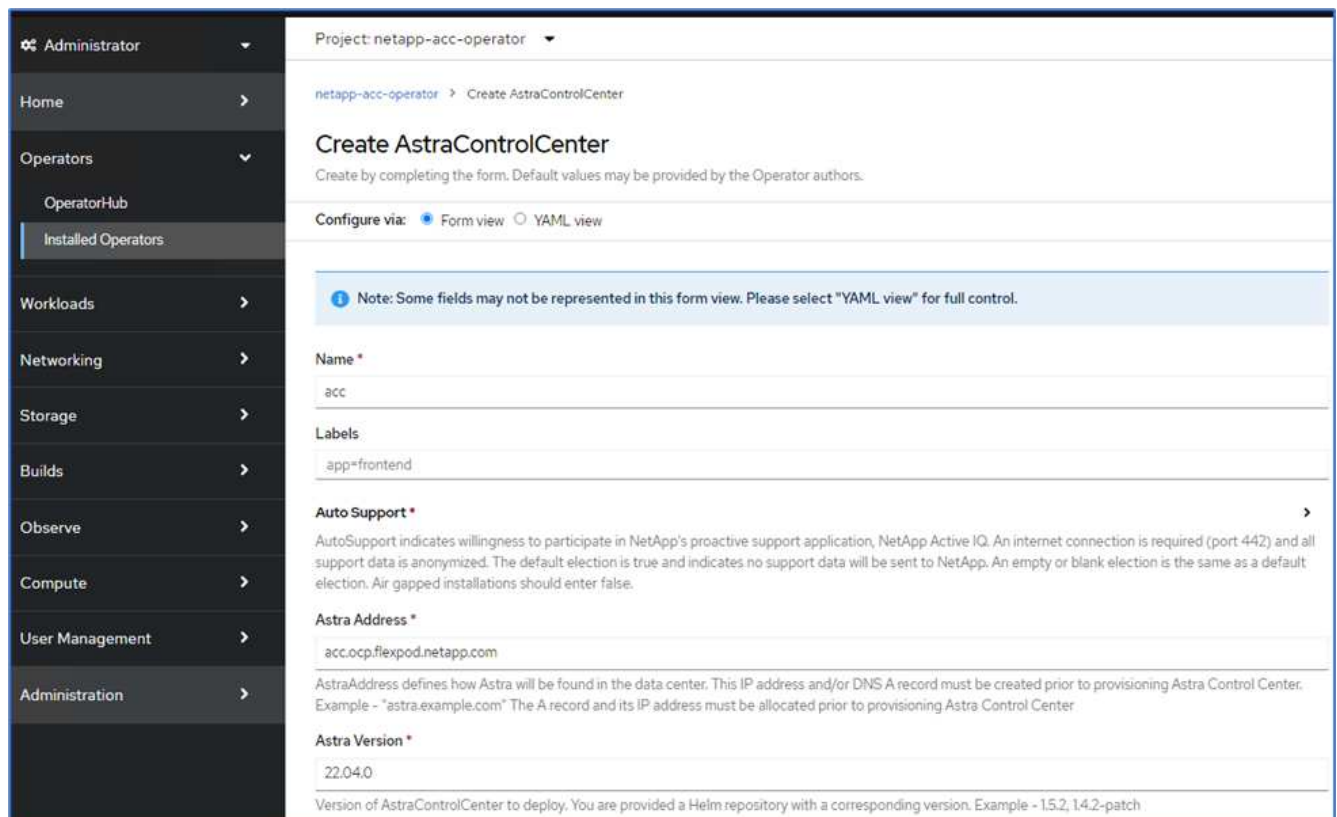 Administrator
Home
Operators
OperatorHub
Installed Operators
Workloads
Networking
Storage
Builds
Observe
Compute
User Management
Administration
Project: netapp-acc-operator
netapp-acc-operator > Create AstraControlCenter
Create AstraControlCenter
Create by completing the form. Default values may be provided by the Operator authors.
Configure via: Form view YAML view
Note: Some fields may not be represented in this form view. Please select "YAML view" for full control.
Name *
acc
Labels
app=frontend
Auto Support *
AutoSupport indicates willingness to participate in NetApp's proactive support application, NetApp Active IQ. An internet connection is required (port 442) and all
support data is anonymized. The default election is true and indicates no support data will be sent to NetApp. An empty or blank election is the same as a default
election. Air gapped installations should enter false.
Astra Address *
acc.ocp.flexpod.netapp.com
AstraAddress defines how Astra will be found in the data center. This IP address and/or DNS A record must be created prior to provisioning Astra Control Center.
Example - "astra.example.com" The A record and its IP address must be allocated prior to provisioning Astra Control Center
Astra Version *
22.04.0
Version of AstraControlCenter to deploy. You are provided a Helm repository with a corresponding version. Example - 1.5.2, 1.4.2-patch